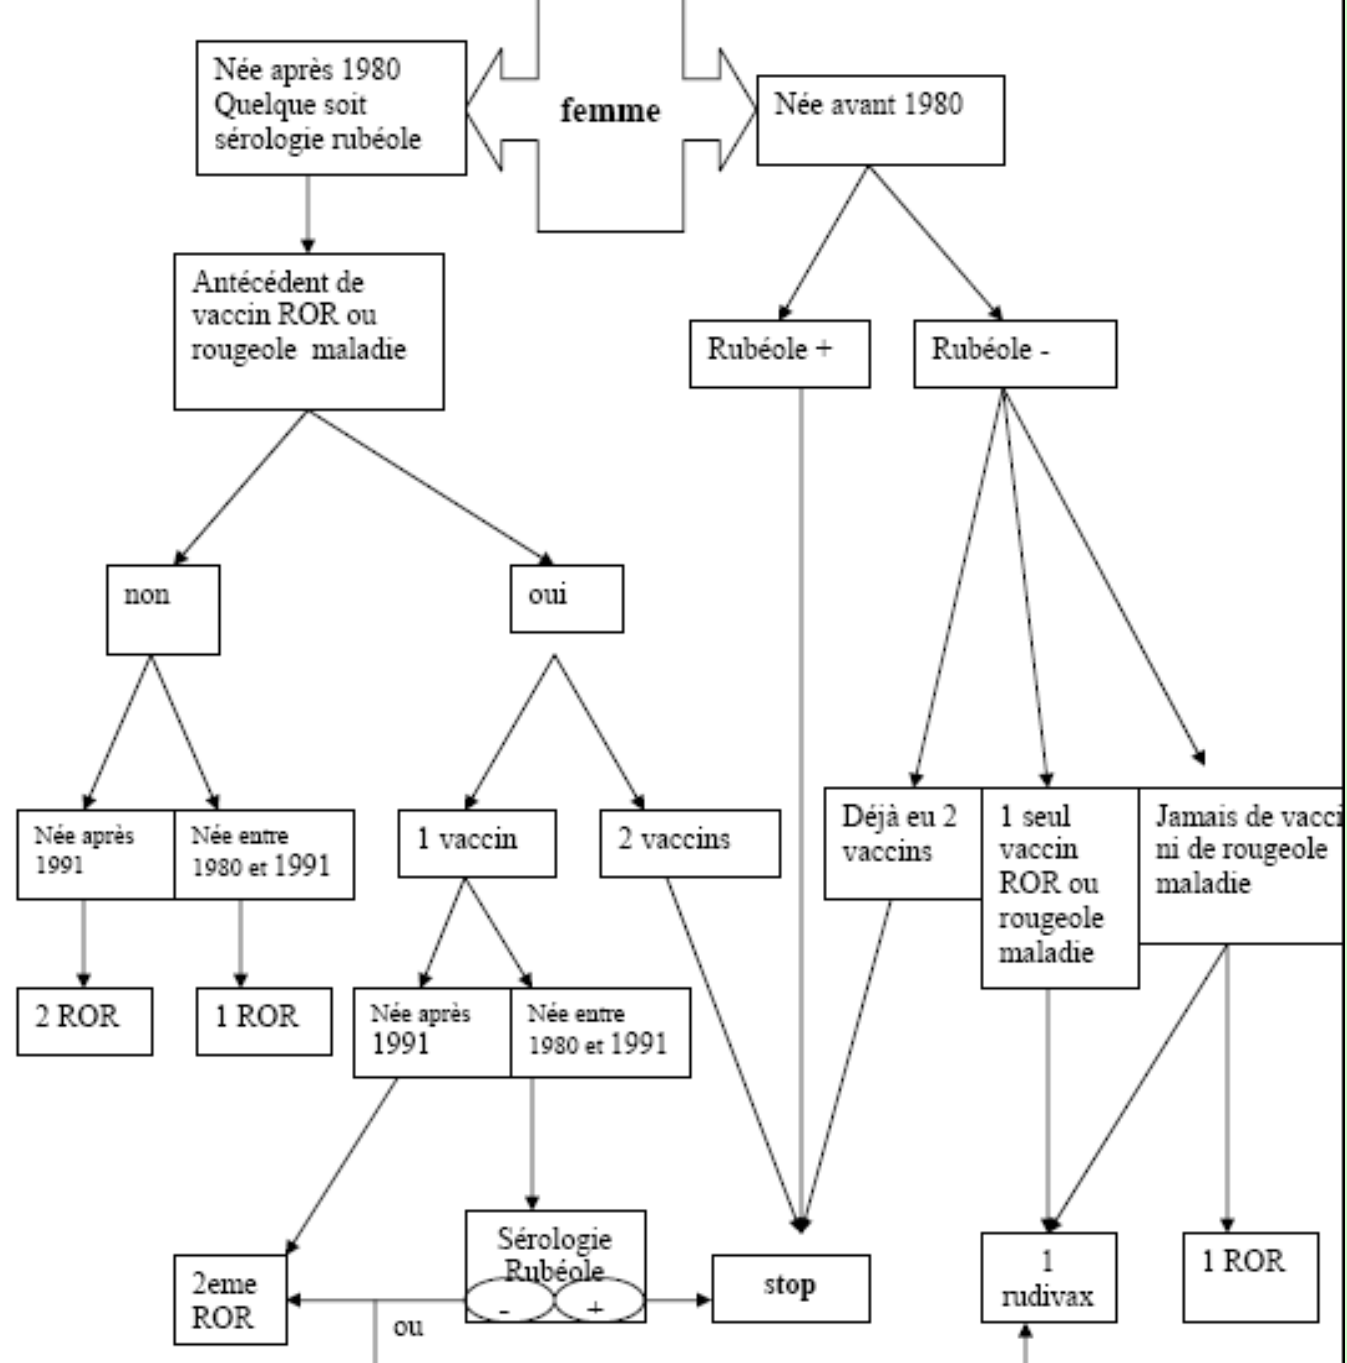 Née après 1980
Quelque soit
sérologie rubéole
femme
Née avant 1980
Antécédent de
vaccin ROR ou
rougeole maladie
Rubéole +
Rubéole -
non
oui
Née après
1991
Née entre
1980 et 1991
1 vaccin
2 vaccins
Déjà eu 2
vaccins
1 seul
vaccin
ROR ou
rougeole
maladie
Jamais de vacci
ni de rougeole
maladie
2 ROR
1 ROR
Née après
1991
Née entre
1980 et 1991
Sérologie
Rubéole
- +
2eme
ROR
ou
stop
1
rudivax
1 ROR